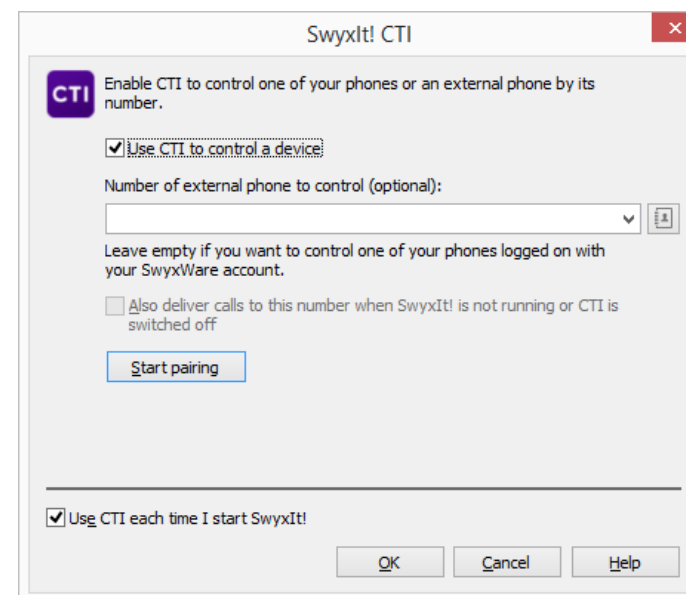 SwyxIt! CTI
CTI
Enable CTI to control one of your phones or an external phone by its
number.
Use CTI to control a device
Number of external phone to control (optional):
Leave empty if you want to control one of your phones logged on with
your SwyxWare account.
Also deliver calls to this number when SwyxIt! is not running or CTI is
switched off
Start pairing
Use CTI each time I start SwyxIt!
OK
Cancel
Help